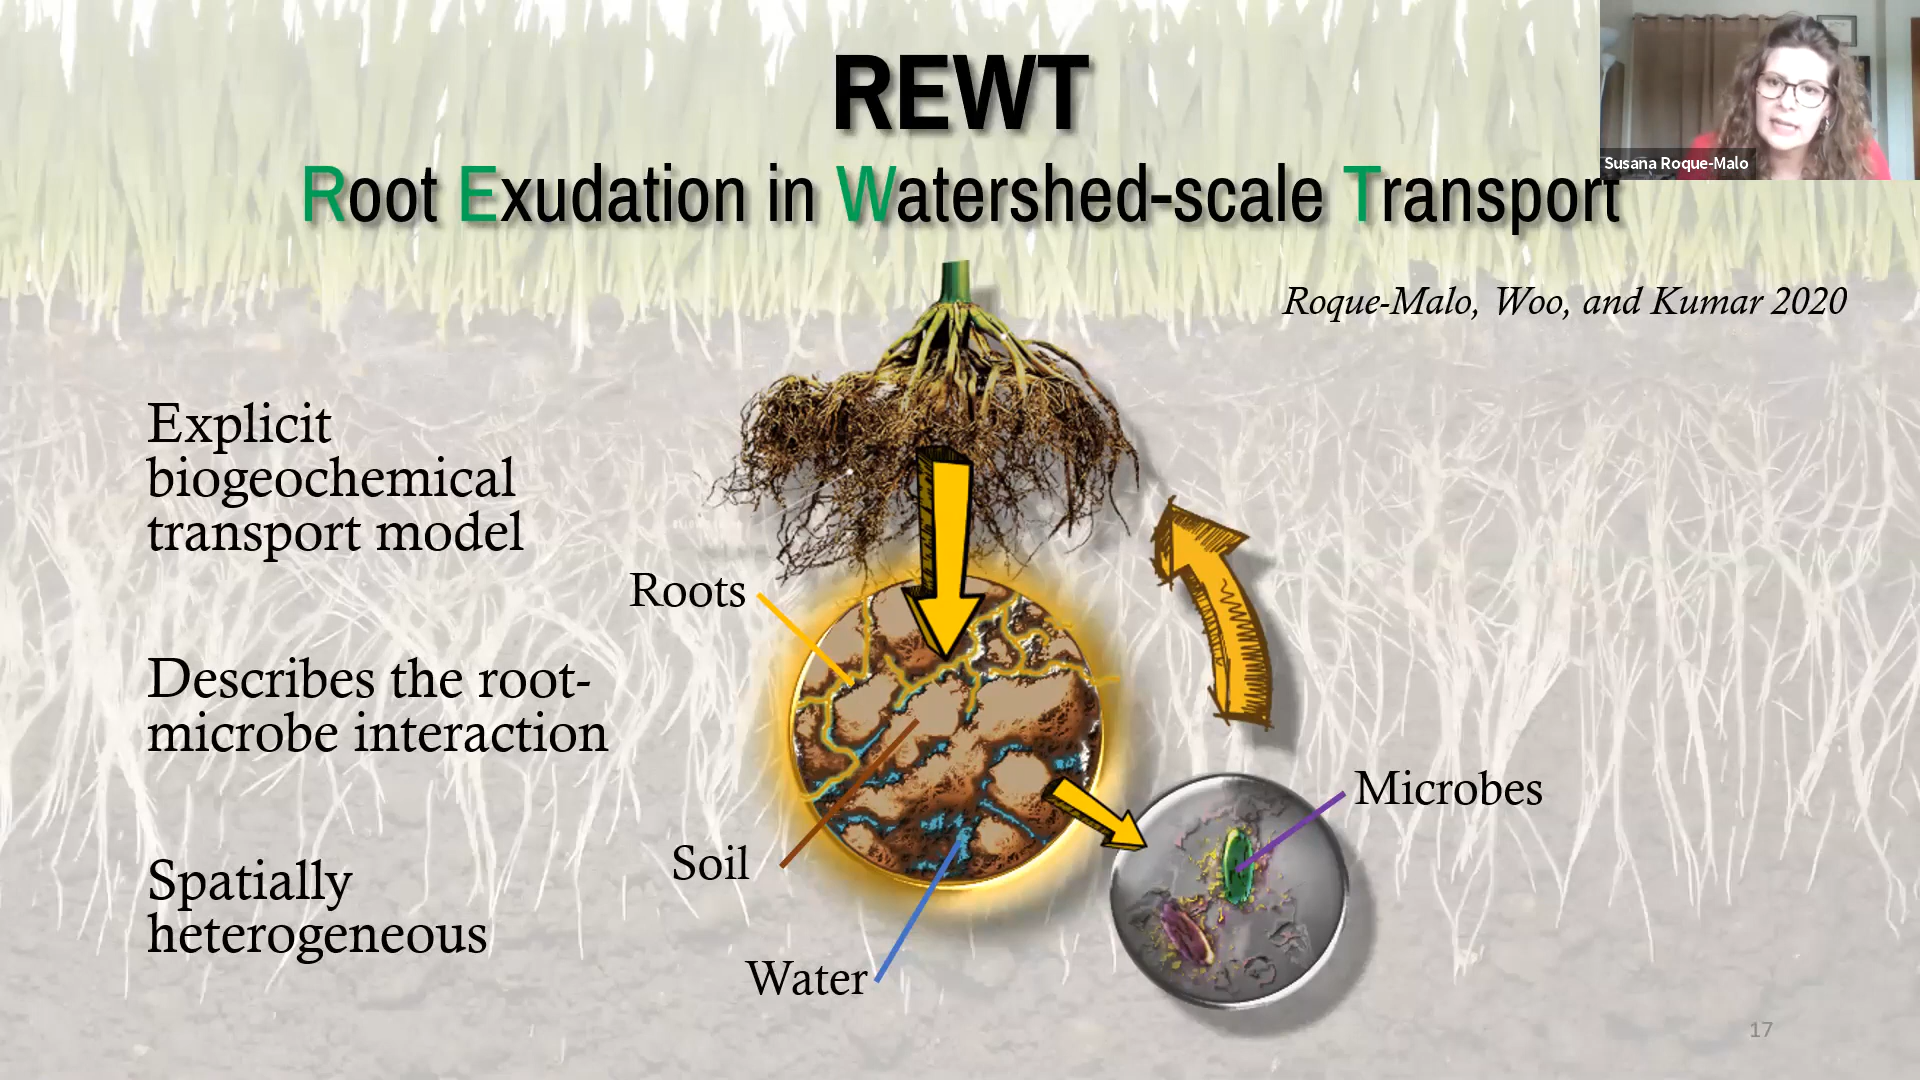 REWT
Susana Roque-Malo
Root Exudation in Watershed-scale Transport
Roque-Malo, Woo, and Kumar 2020
Explicit
biogeochemical
transport model
Roots
Describes the root-
microbe interaction
Microbes
Soil
Spatially
heterogeneous
Water
17